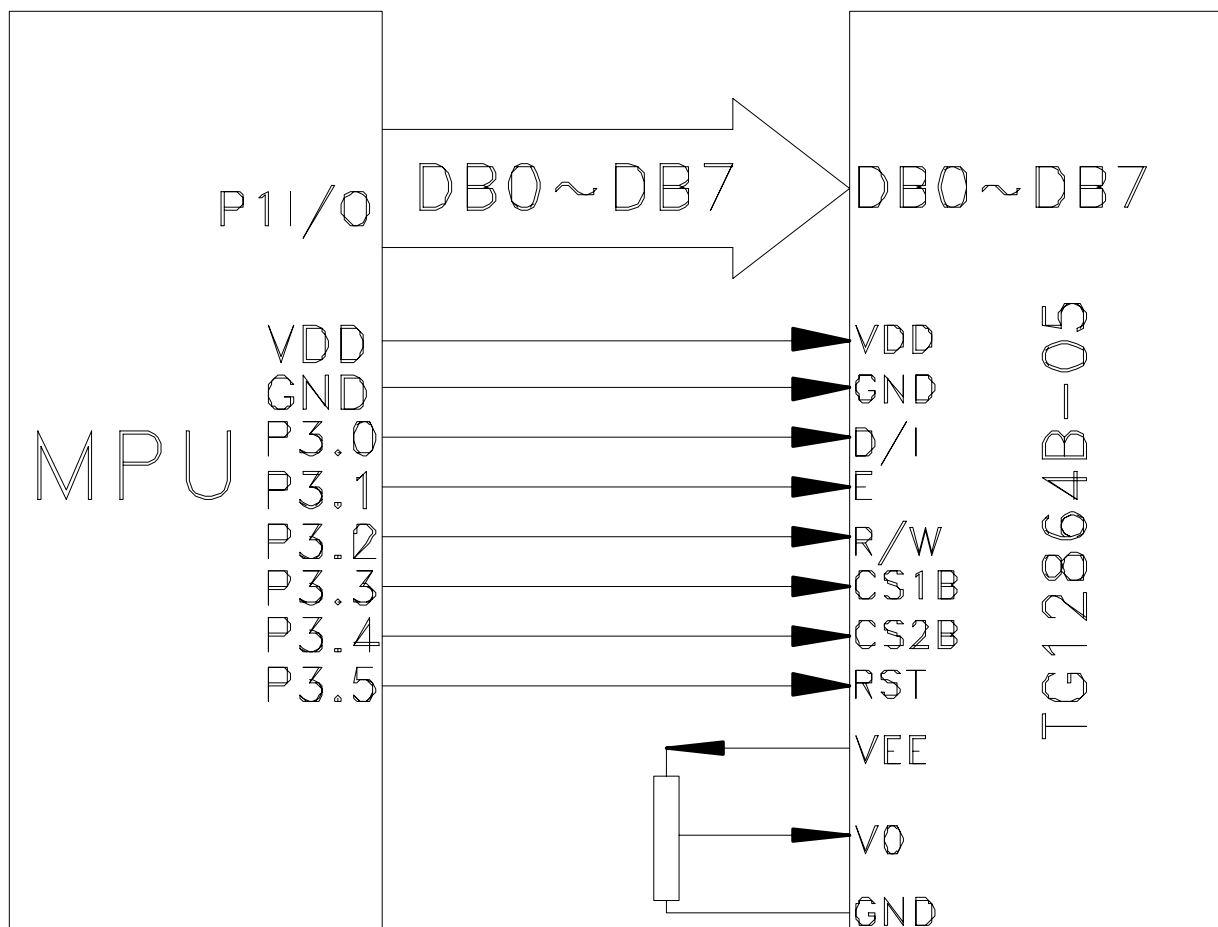 P1I/O DB0~DB7 DB0~DB7
VDD VDD
GND GND
P3.0 D/I
MPU
P3.1 E
P3.2 R/W
P3.3 CS1B
P3.4 CS2B
P3.5 RST
VEE
V0
GND
TG12864B-05